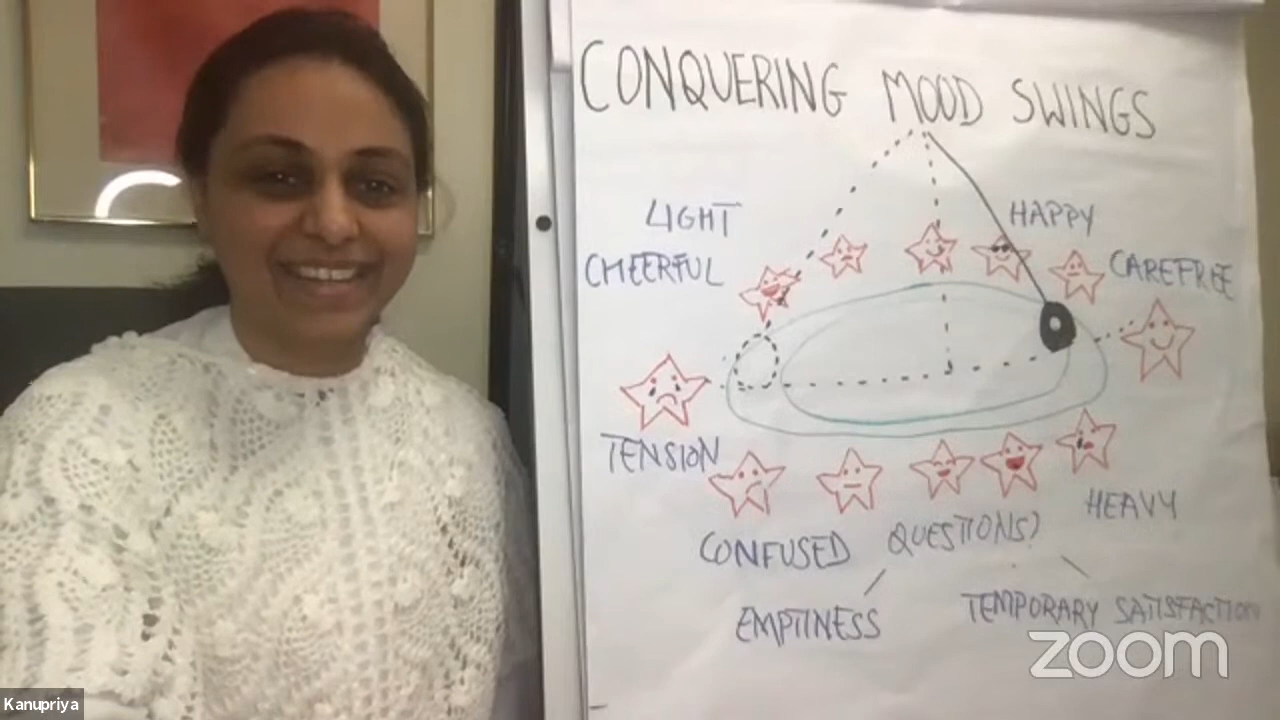 CONQUERING MOOD SWINGS
LIGHT
HAPPY
CHEERFUL
CAREFREE
TENSION
HEAVY
CONFUSED
QUESTIONS?
EMPTINESS
TEMPORARY SATISFACTION
zoom
Kanupriya